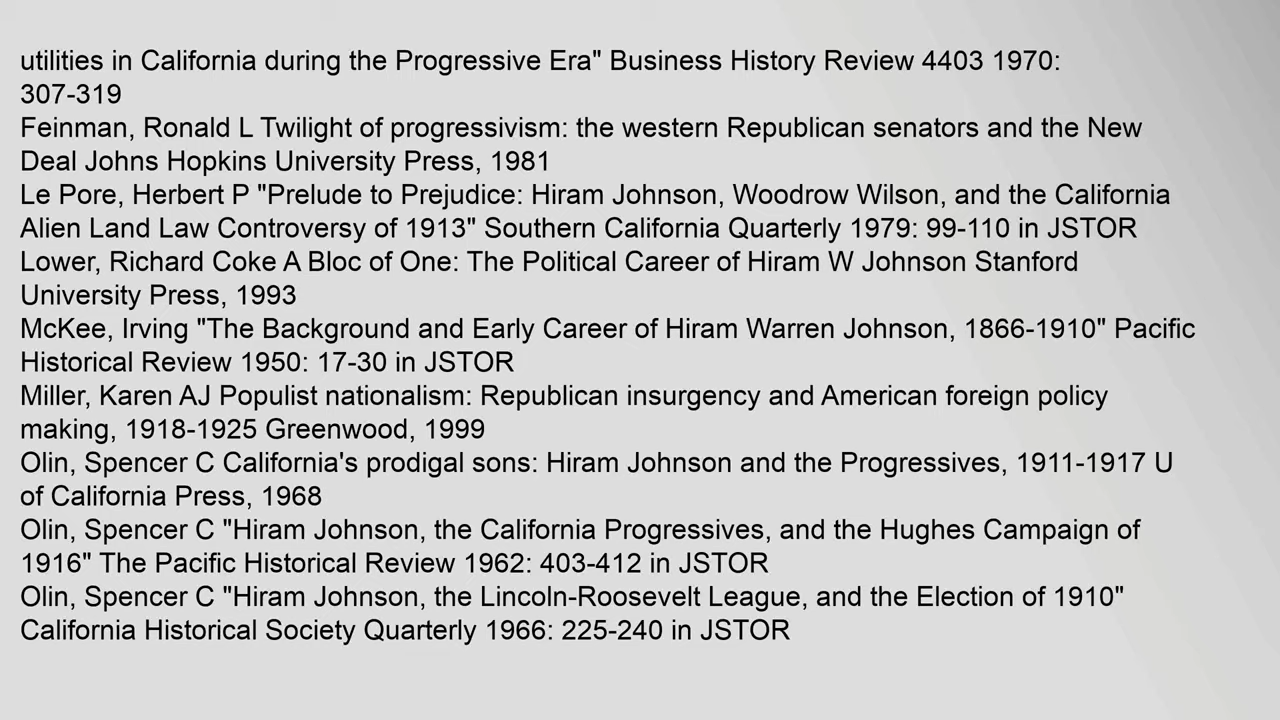 utilities in California during the Progressive Era" Business History Review 4403 1970:
307-319
Feinman, Ronald L Twilight of progressivism: the western Republican senators and the New
Deal Johns Hopkins University Press, 1981
Le Pore, Herbert P "Prelude to Prejudice: Hiram Johnson, Woodrow Wilson, and the California
Alien Land Law Controversy of 1913" Southern California Quarterly 1979: 99-110 in JSTOR
Lower, Richard Coke A Bloc of One: The Political Career of Hiram W Johnson Stanford
University Press, 1993
McKee, Irving "The Background and Early Career of Hiram Warren Johnson, 1866-1910" Pacific
Historical Review 1950: 17-30 in JSTOR
Miller, Karen AJ Populist nationalism: Republican insurgency and American foreign policy
making, 1918-1925 Greenwood, 1999
Olin, Spencer C California's prodigal sons: Hiram Johnson and the Progressives, 1911-1917 U
of California Press, 1968
Olin, Spencer C "Hiram Johnson, the California Progressives, and the Hughes Campaign of
1916" The Pacific Historical Review 1962: 403-412 in JSTOR
Olin, Spencer C "Hiram Johnson, the Lincoln-Roosevelt League, and the Election of 1910"
California Historical Society Quarterly 1966: 225-240 in JSTOR